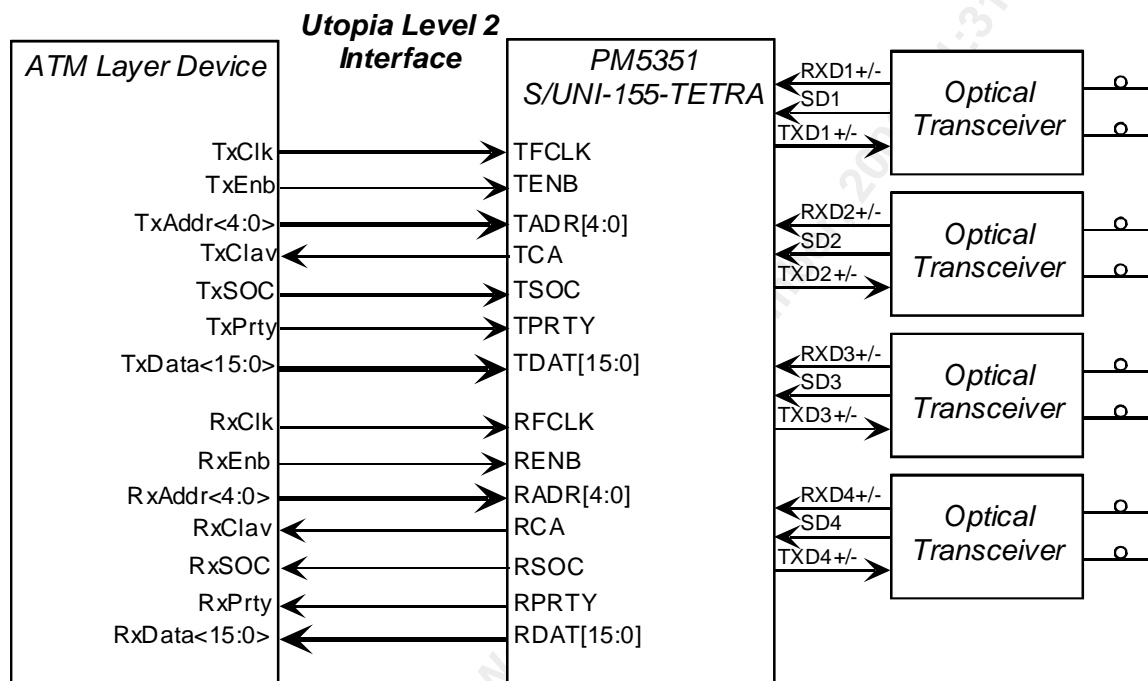 Utopia Level 2
Interface
ATM Layer Device
TxClk
TxEnb
TxAddr<4:0>
TxClav
TxSOC
TxPrty
TxData<15:0>
RxClk
RxEnb
RxAddr<4:0>
RxClav
RxSOC
RxPrty
RxData<15:0>
PM5351
S/UNI-155-TETRA
TFCLK
TENB
TADR[4:0]
TCA
TSOC
TPRTY
TDAT[15:0]
RFCLK
RENB
RADR[4:0]
RCA
RSOC
RPRTY
RDAT[15:0]
RXD1+/-
SD1
TXD1+/-
Optical
Transceiver
RXD2+/-
SD2
TXD2+/-
Optical
Transceiver
RXD3+/-
SD3
TXD3+/-
Optical
Transceiver
RXD4+/-
SD4
TXD4+/-
Optical
Transceiver